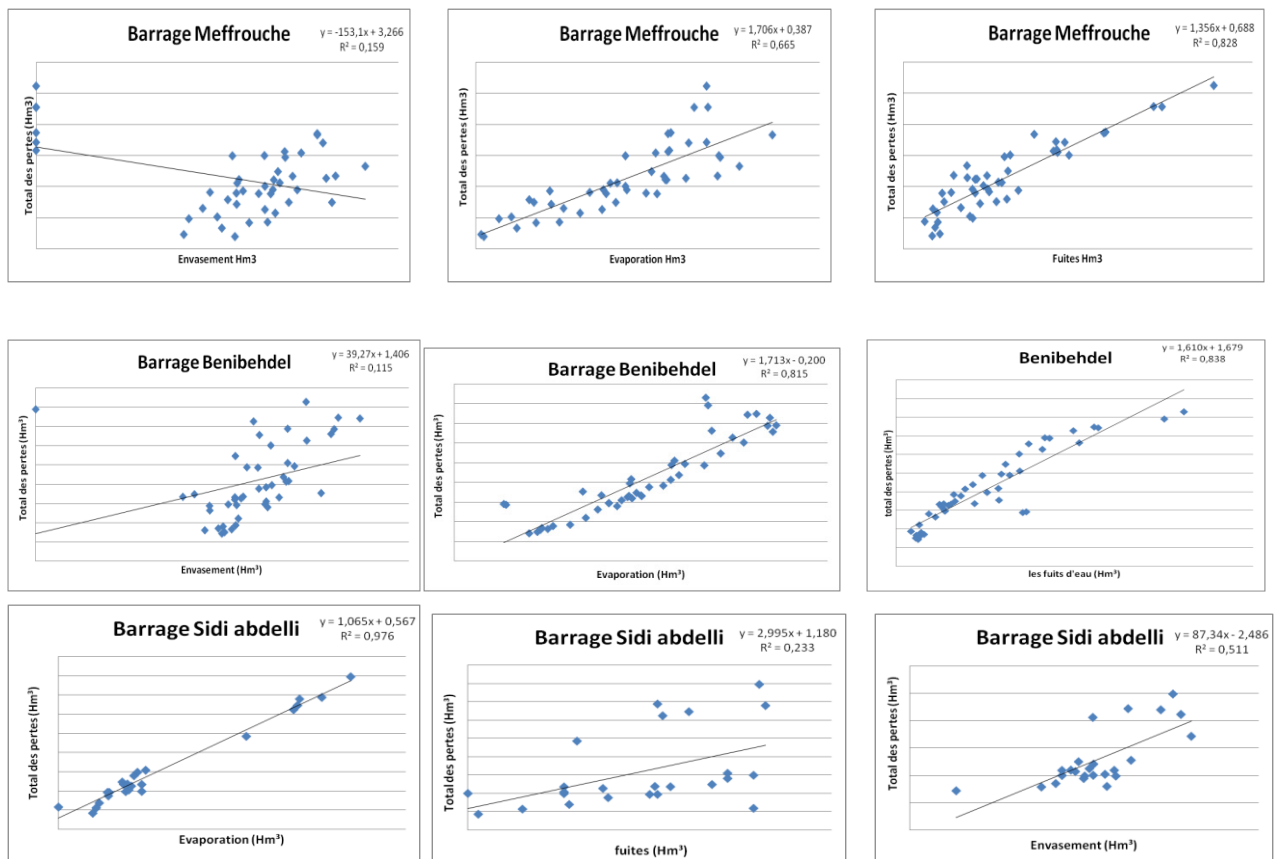 Barrage Meffrouche
y = -153,1x + 3,266
R² = 0,159
Total des pertes (Hm3)
Envasement Hm3
Barrage Meffrouche
y = 1,706x + 0,387
R² = 0,665
Total des pertes (Hm3)
Evaporation Hm3
Barrage Meffrouche
y = 1,356x + 0,688
R² = 0,828
Total des pertes (Hm3)
Fuites Hm3
Barrage Benibehdel
y = 39,27x + 1,406
R² = 0,115
Total des pertes (Hm³)
Envasement (Hm³)
Barrage Benibehdel
y = 1,713x - 0,200
R² = 0,815
Total des pertes (Hm³)
Evaporation (Hm³)
Benibehdel
y = 1,610x + 1,679
R² = 0,838
total des pertes (Hm³)
les fuits d'eau (Hm³)
Barrage Sidi abdelli
y = 1,065x + 0,567
R² = 0,976
Total des pertes (Hm³)
Evaporation (Hm³)
Barrage Sidi abdelli
y = 2,995x + 1,180
R² = 0,233
Total des pertes (Hm³)
fuites (Hm³)
Barrage Sidi abdelli
y = 87,34x - 2,486
R² = 0,511
Total des pertes (Hm³)
Envasement (Hm³)